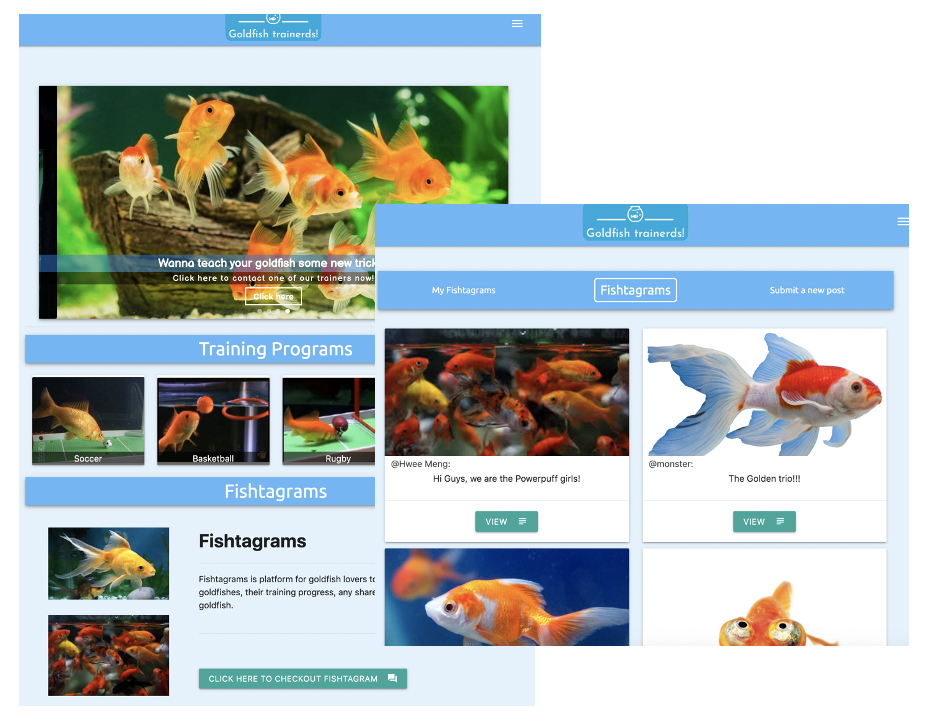 Goldfish trainerds!
Wanna teach your goldfish some new trick
Click here to contact one of our trainers now!
Click here
Training Programs
Soccer
Basketball
Rugby
Fishtagrams
Fishtagrams
Fishtagrams is platform for goldfish lovers to
goldfishes, their training progress, any share
goldfish.
CLICK HERE TO CHECKOUT FISHTAGRAM
Goldfish trainerds!
My Fishtagrams
Fishtagrams
Submit a new post
@Hwee Meng:
Hi Guys, we are the Powerpuff girls!
VIEW
@monster:
The Golden trio!!!
VIEW